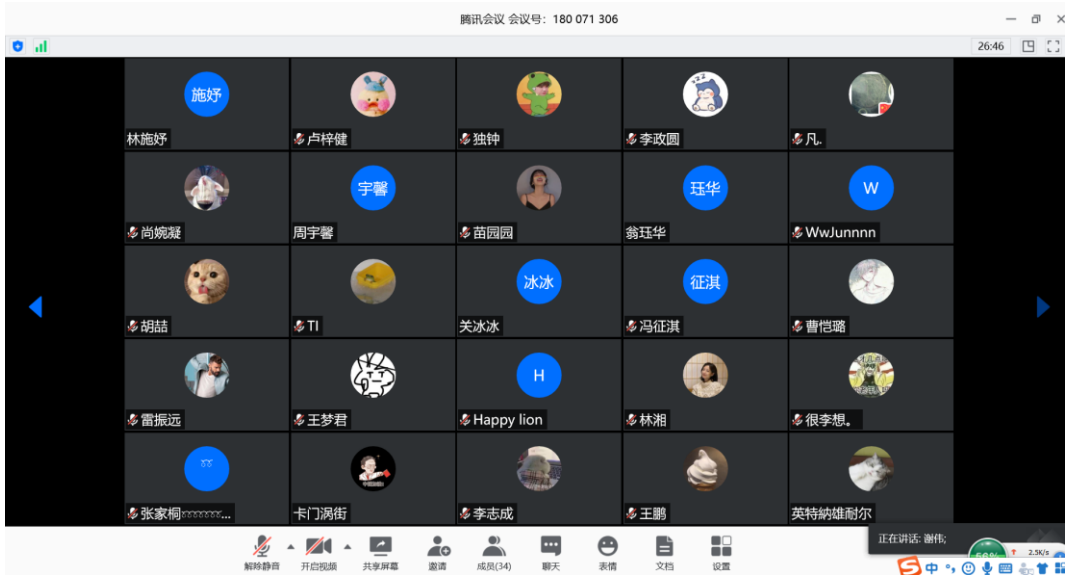 腾讯会议 会议号：180 071 306
26:46
施妤
林施妤
卢梓健
独钟
李政圆
凡.
尚婉凝
宇馨
周宇馨
苗园园
珏华
翁珏华
W
WwJunnnn
胡喆
TI
冰冰
关冰冰
征淇
冯征淇
曹恺璐
雷振远
王梦君
H
Happy lion
林湘
很李想。
张家桐
卡门涡街
李志成
王鹏
英特納雄耐尔
正在讲话: 谢伟;
解除静音
开启视频
共享屏幕
邀请
成员(34)
聊天
表情
文档
设置
2.5K/s
中